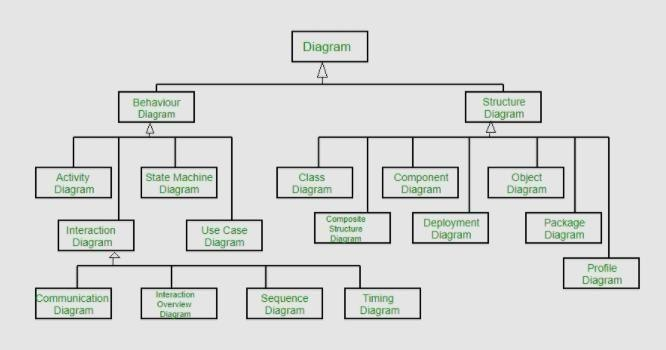 Diagram
Behaviour
Diagram
Structure
Diagram
Activity
Diagram
State Machine
Diagram
Class
Diagram
Component
Diagram
Object
Diagram
Interaction
Diagram
Use Case
Diagram
Composite
Structure
Diagram
Deployment
Diagram
Package
Diagram
Profile
Diagram
Communication
Diagram
Interaction
Overview
Diagram
Sequence
Diagram
Timing
Diagram